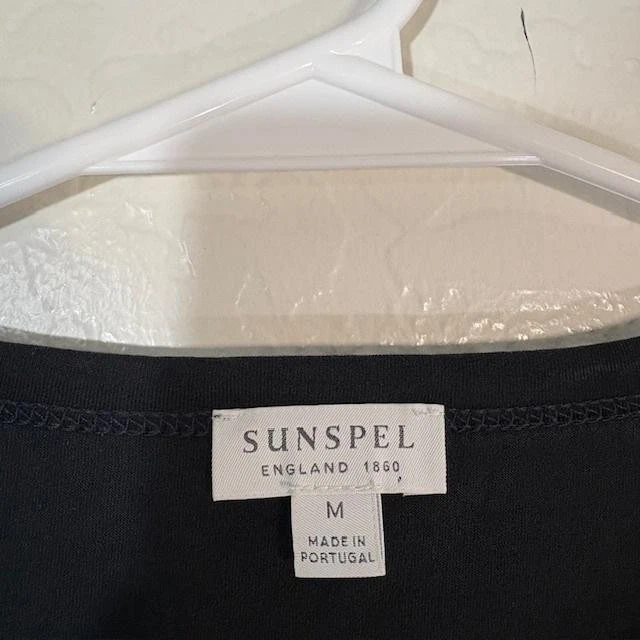 SUNSPEL
ENGLAND 1860
M
MADE IN
PORTUGAL